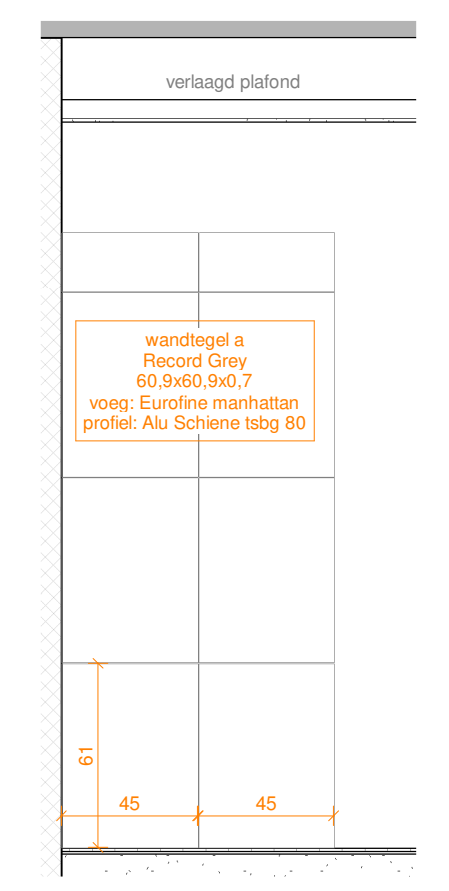 verlaagd plafond
wandtegel a
Record Grey
60,9x60,9x0,7
voeg: Eurofine manhattan
profiel: Alu Schiene tsbg 80
61
45
45